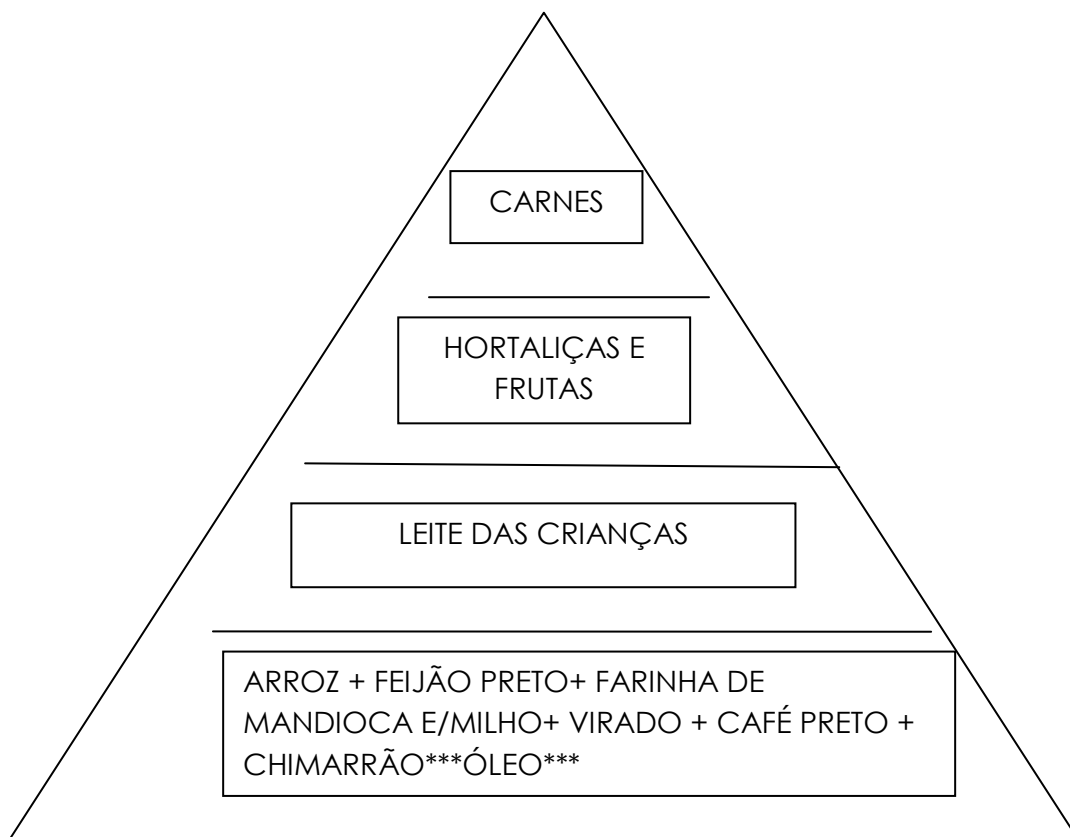 CARNES
HORTALIÇAS E
FRUTAS
LEITE DAS CRIANÇAS
ARROZ + FEIJÃO PRETO+ FARINHA DE
MANDIOCA E/MILHO+ VIRADO + CAFÉ PRETO +
CHIMARRÃO***ÓLEO***